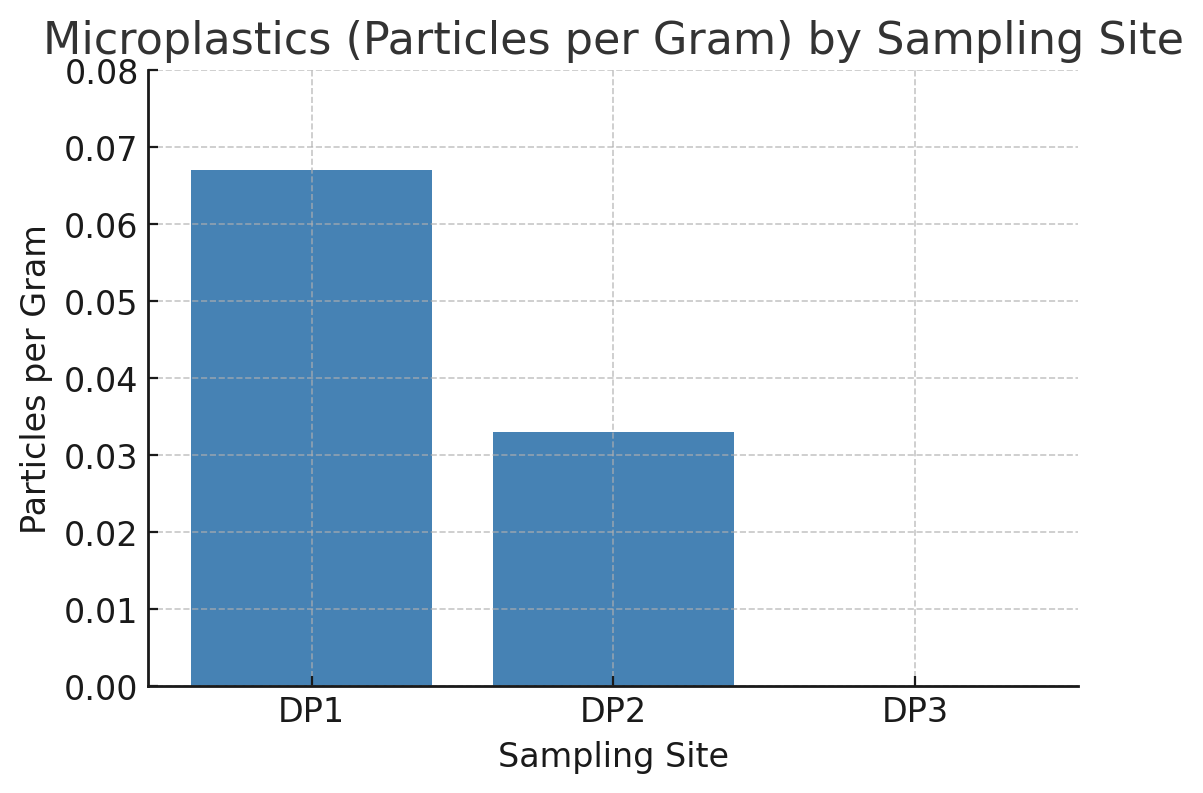 Microplastics (Particles per Gram) by Sampling Site
0.08
0.07
0.06
0.05
0.04
0.03
0.02
0.01
0.00
Particles per Gram
DP1 DP2 DP3
Sampling Site